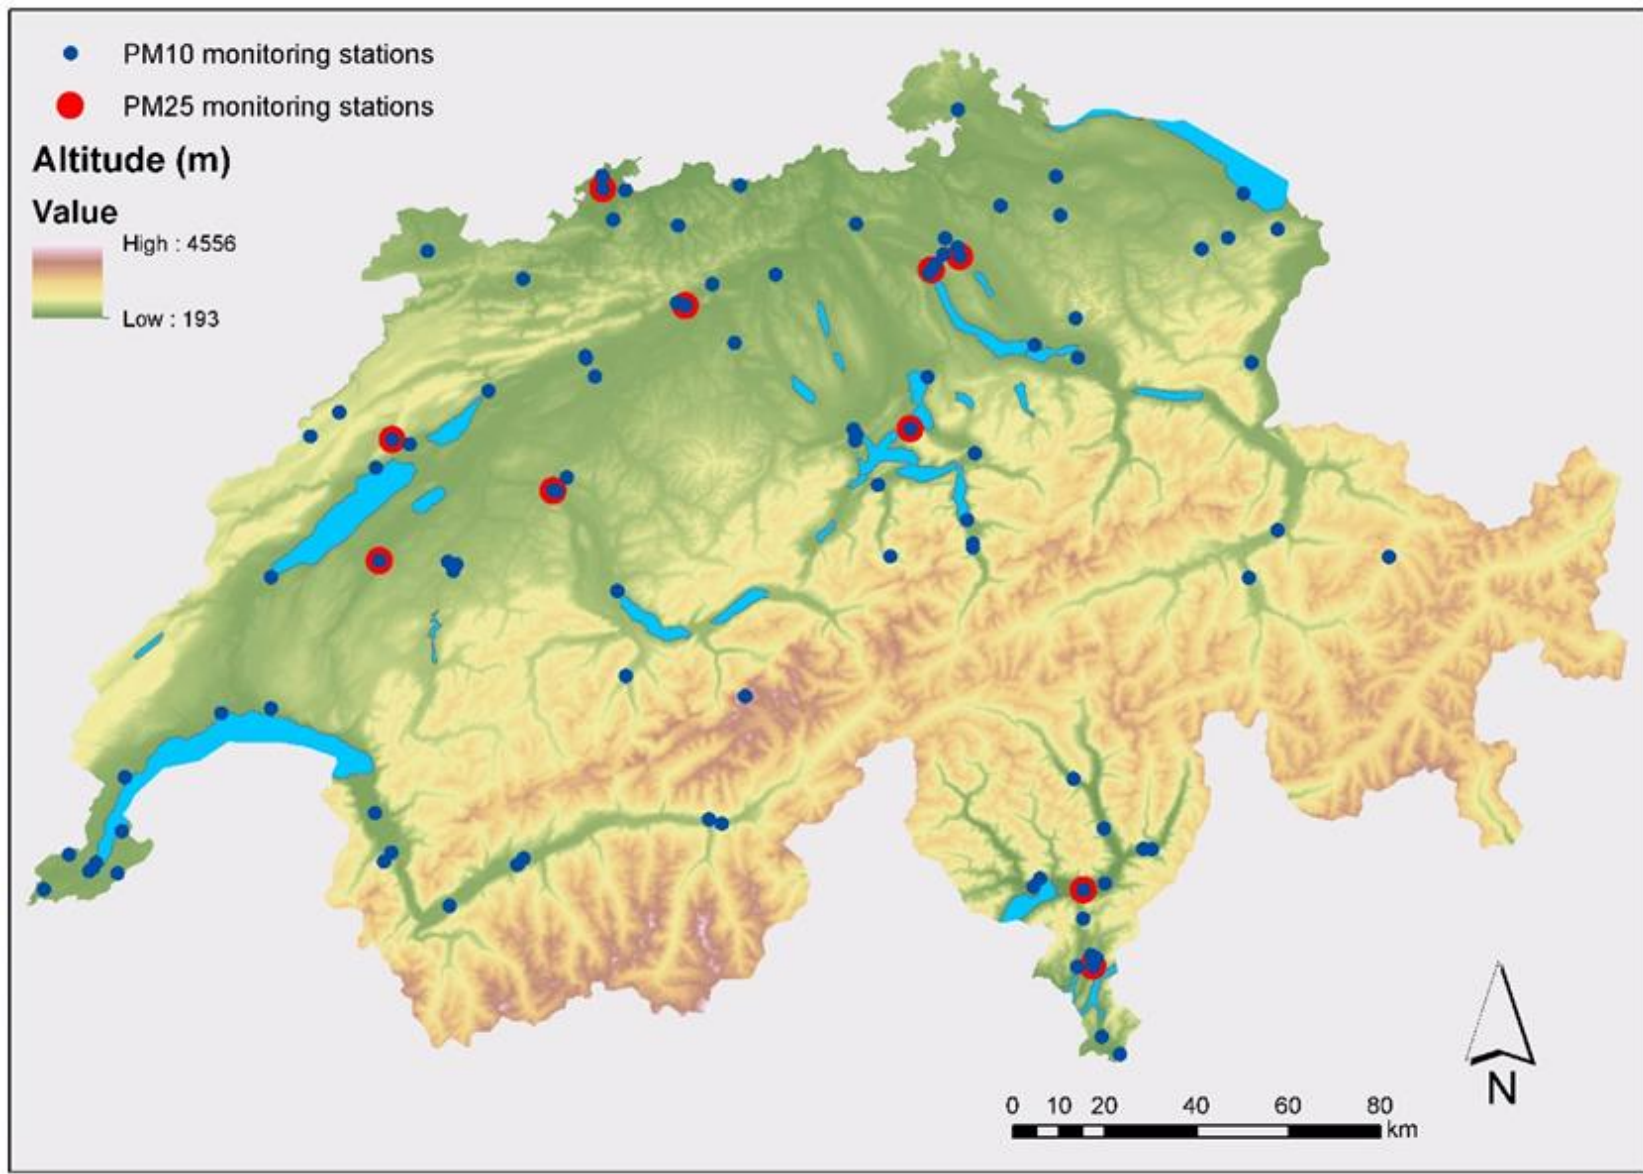 PM10 monitoring stations
PM25 monitoring stations
Altitude (m)
Value
High : 4556
Low : 193
N
0 10 20 40 60 80
km